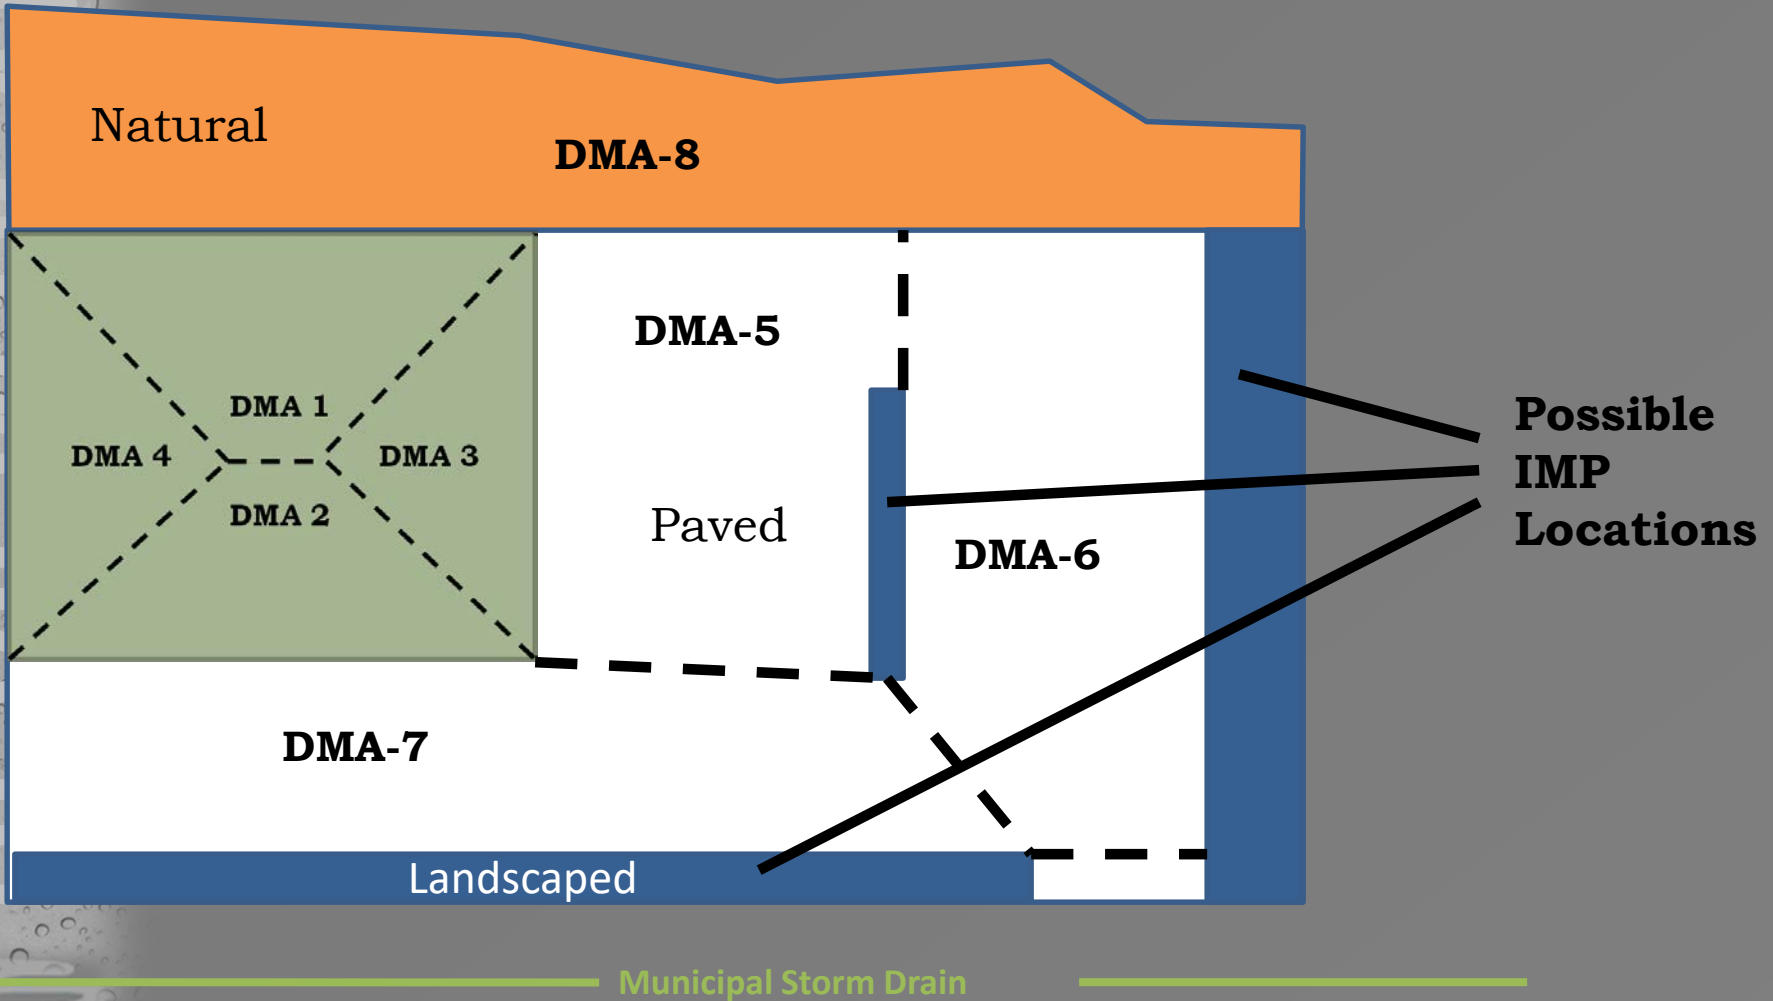 Natural
DMA-8
DMA-5
DMA 1
DMA 4
DMA 3
DMA 2
Paved
DMA-6
Possible
IMP
Locations
DMA-7
Landscaped
Municipal Storm Drain